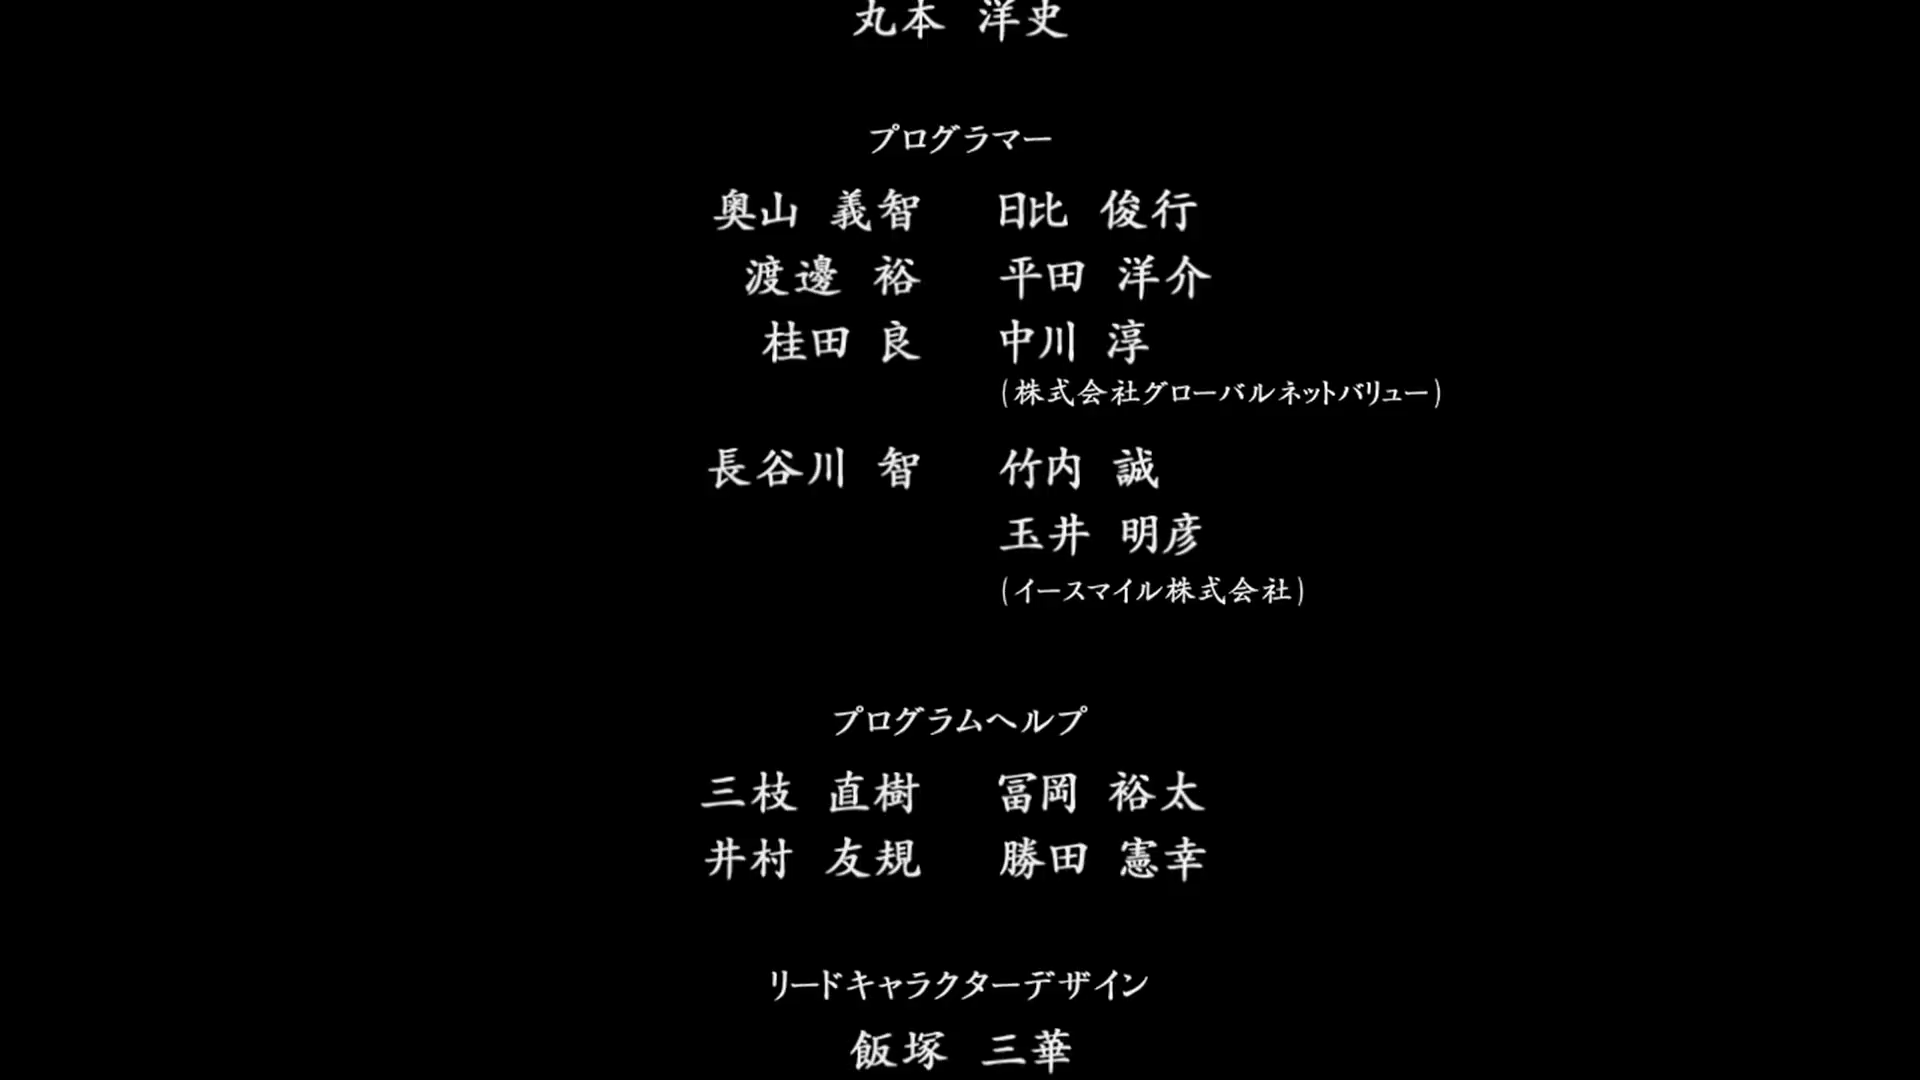 丸本 洋史
プログラマー
奥山 義智 日比 俊行
渡邊 裕 平田 洋介
桂田 良 中川 淳
(株式会社グローバルネットバリュー)
長谷川 智 竹内 誠
玉井 明彦
(イースマイル株式会社)
プログラムヘルプ
三枝 直樹 冨岡 裕太
井村 友規 勝田 憲幸
リードキャラクターデザイン
飯塚 三華